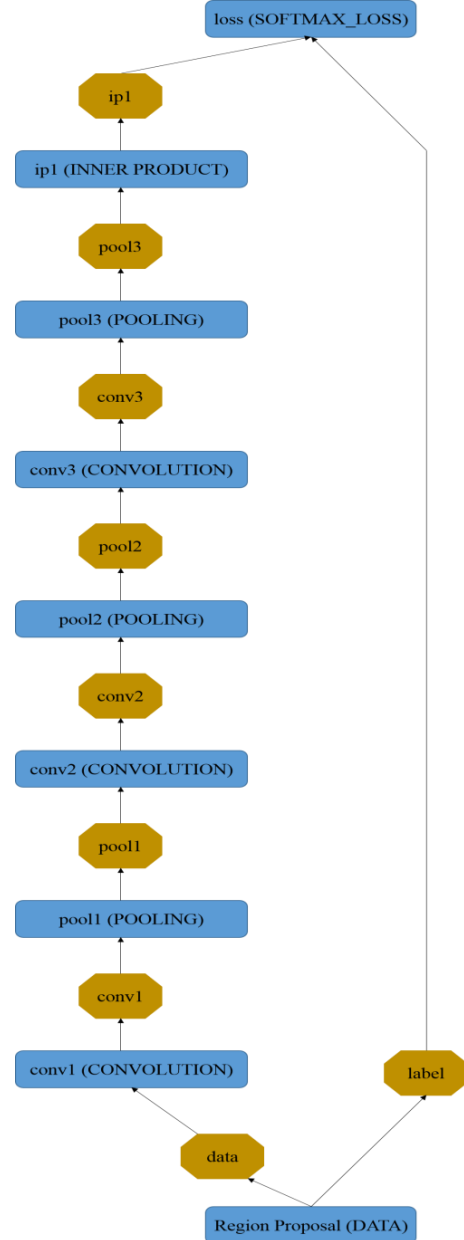 loss (SOFTMAX_LOSS)
ip1
ip1 (INNER PRODUCT)
pool3
pool3 (POOLING)
conv3
conv3 (CONVOLUTION)
pool2
pool2 (POOLING)
conv2
conv2 (CONVOLUTION)
pool1
pool1 (POOLING)
conv1
conv1 (CONVOLUTION)
label
data
Region Proposal (DATA)